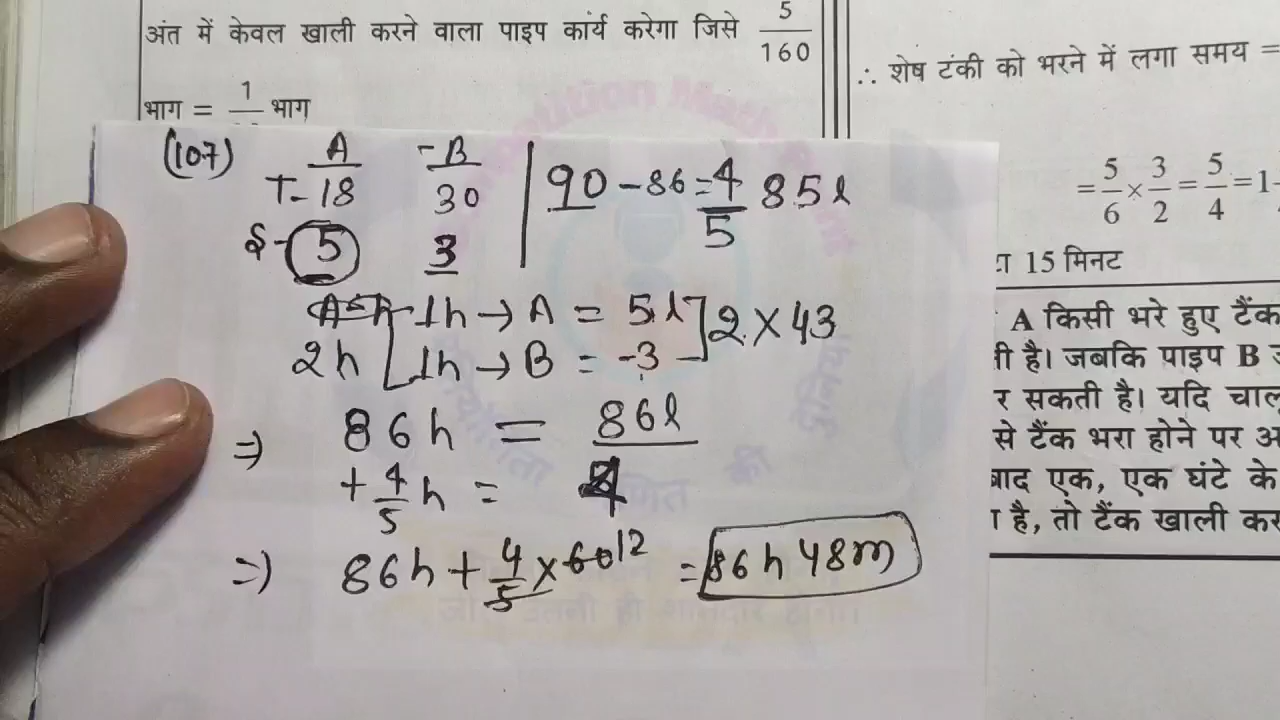 अंत में केवल खाली करने वाला पाइप कार्य करेगा जिसे 5/160
भाग = 1/ भाग
∴ शेष टंकी को भरने में लगा समय =
= 5/6 × 3/2 = 5/4 = 1
15 मिनट
A किसी भरे हुए टैंक
है। जबकि पाइप B
सकती है। यदि
से टैंक भरा होने पर
एक, एक घंटे के
है, तो टैंक खाली
(107) A -B
T- 18 30 | 90 - 86 = 4/5 85l
5 3
1h → A = 5l
2h [ 1h → B = -3 ] 2 × 43
⇒ 86h = 86l
+ 4/5 h = 4
⇒ 86h + 4/5 × 60 12 = 86h 48m